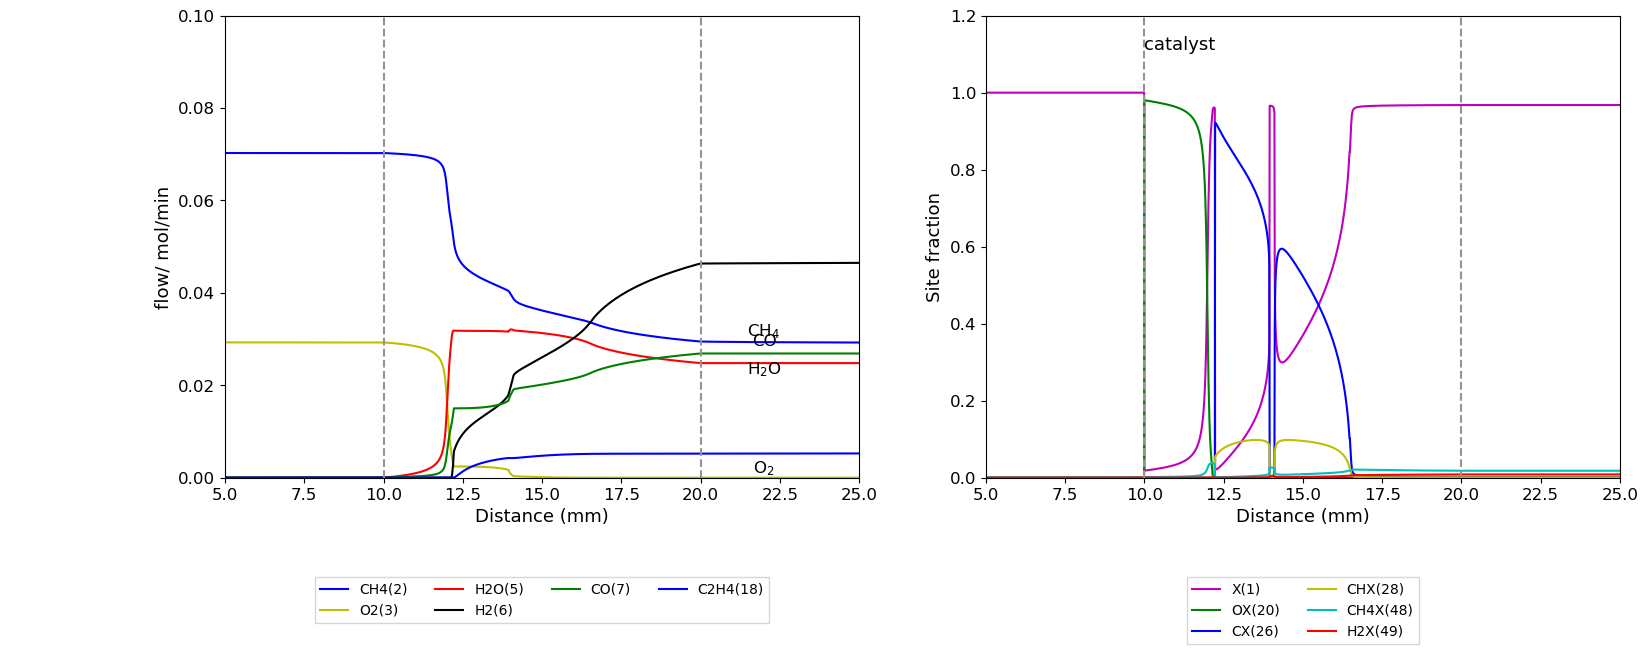 0.10
0.08
0.06
0.04
0.02
0.00
flow/ mol/min
CH4
CO
H2O
O2
5.0 7.5 10.0 12.5 15.0 17.5 20.0 22.5 25.0
Distance (mm)
CH4(2) H2O(5) CO(7) C2H4(18)
O2(3) H2(6)
1.2
1.0
0.8
0.6
0.4
0.2
0.0
Site fraction
catalyst
5.0 7.5 10.0 12.5 15.0 17.5 20.0 22.5 25.0
Distance (mm)
X(1) CHX(28)
OX(20) CH4X(48)
CX(26) H2X(49)